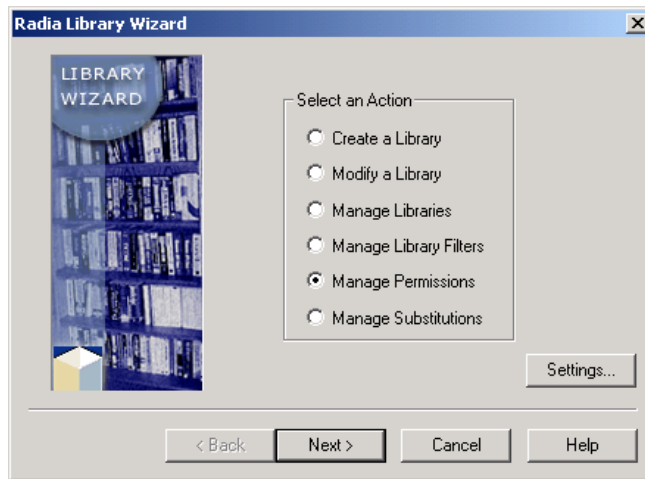 Radia Library Wizard
LIBRARY
WIZARD
Select an Action
Create a Library
Modify a Library
Manage Libraries
Manage Library Filters
Manage Permissions
Manage Substitutions
Settings...
< Back
Next >
Cancel
Help